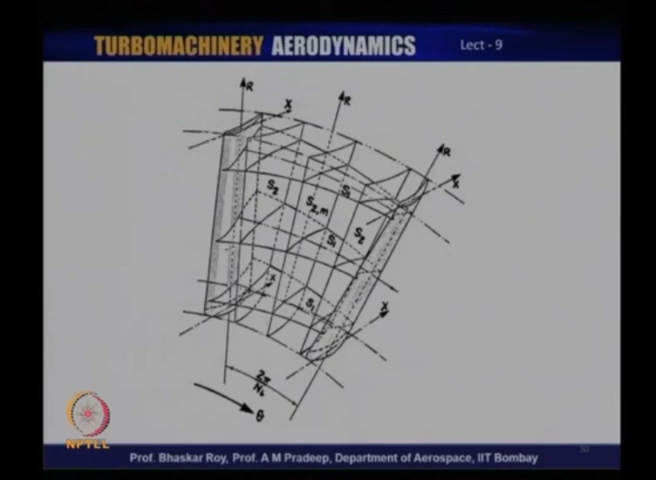 TURBOMACHINERY AERODYNAMICS
Lect - 9
R
X
R
R
X
S₂
S₁
S₂,m
S₂
S₁
X
S₁
X
2π
θ
NPTEL
Prof. Bhaskar Roy, Prof. A M Pradeep, Department of Aerospace, IIT Bombay